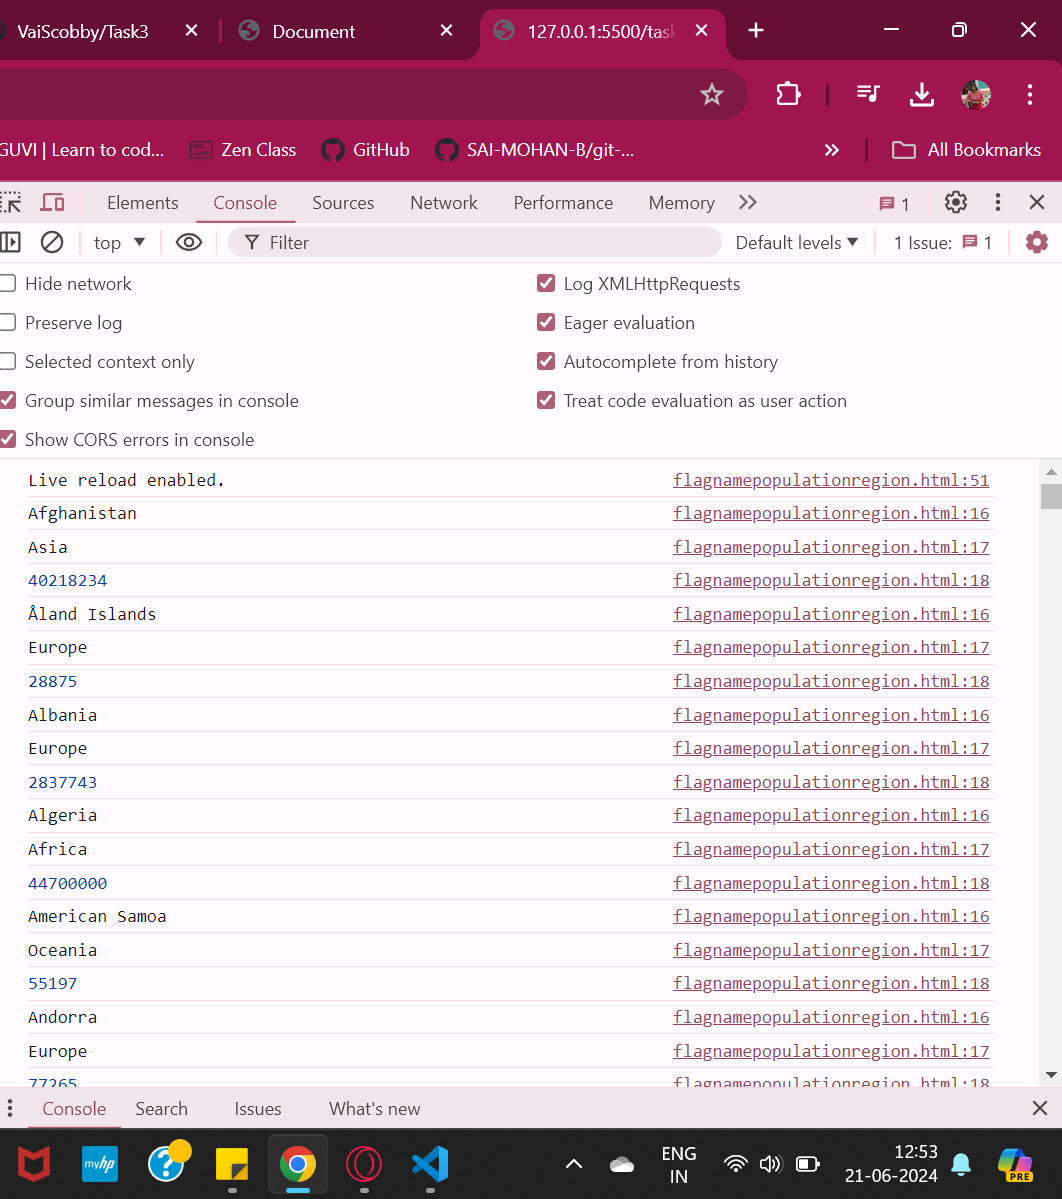 VaiScobby/Task3
Document
127.0.0.1:5500/task
GUVI | Learn to cod...
Zen Class
GitHub
SAI-MOHAN-B/git-...
All Bookmarks
Elements
Console
Sources
Network
Performance
Memory
1
top
Filter
Default levels
1 Issue:
1
Hide network
Log XMLHttpRequests
Preserve log
Eager evaluation
Selected context only
Autocomplete from history
Group similar messages in console
Treat code evaluation as user action
Show CORS errors in console
Live reload enabled. flagnamepopulationregion.html:51
Afghanistan flagnamepopulationregion.html:16
Asia flagnamepopulationregion.html:17
40218234 flagnamepopulationregion.html:18
Åland Islands flagnamepopulationregion.html:16
Europe flagnamepopulationregion.html:17
28875 flagnamepopulationregion.html:18
Albania flagnamepopulationregion.html:16
Europe flagnamepopulationregion.html:17
2837743 flagnamepopulationregion.html:18
Algeria flagnamepopulationregion.html:16
Africa flagnamepopulationregion.html:17
44700000 flagnamepopulationregion.html:18
American Samoa flagnamepopulationregion.html:16
Oceania flagnamepopulationregion.html:17
55197 flagnamepopulationregion.html:18
Andorra flagnamepopulationregion.html:16
Europe flagnamepopulationregion.html:17
77265 flagnamepopulationregion.html:18
Console
Search
Issues
What's new
myhp
ENG
IN
12:53
21-06-2024
PRE